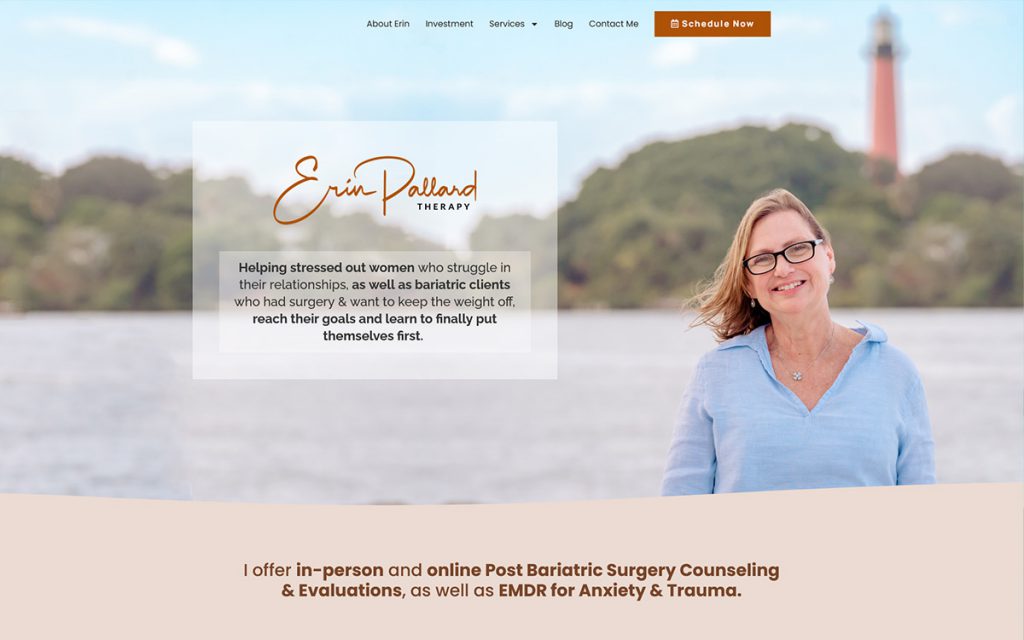 About Erin Investment Services Blog Contact Me Schedule Now
Erin Pallard
THERAPY
Helping stressed out women who struggle in
their relationships, as well as bariatric clients
who had surgery & want to keep the weight off,
reach their goals and learn to finally put
themselves first.
I offer in-person and online Post Bariatric Surgery Counseling
& Evaluations, as well as EMDR for Anxiety & Trauma.